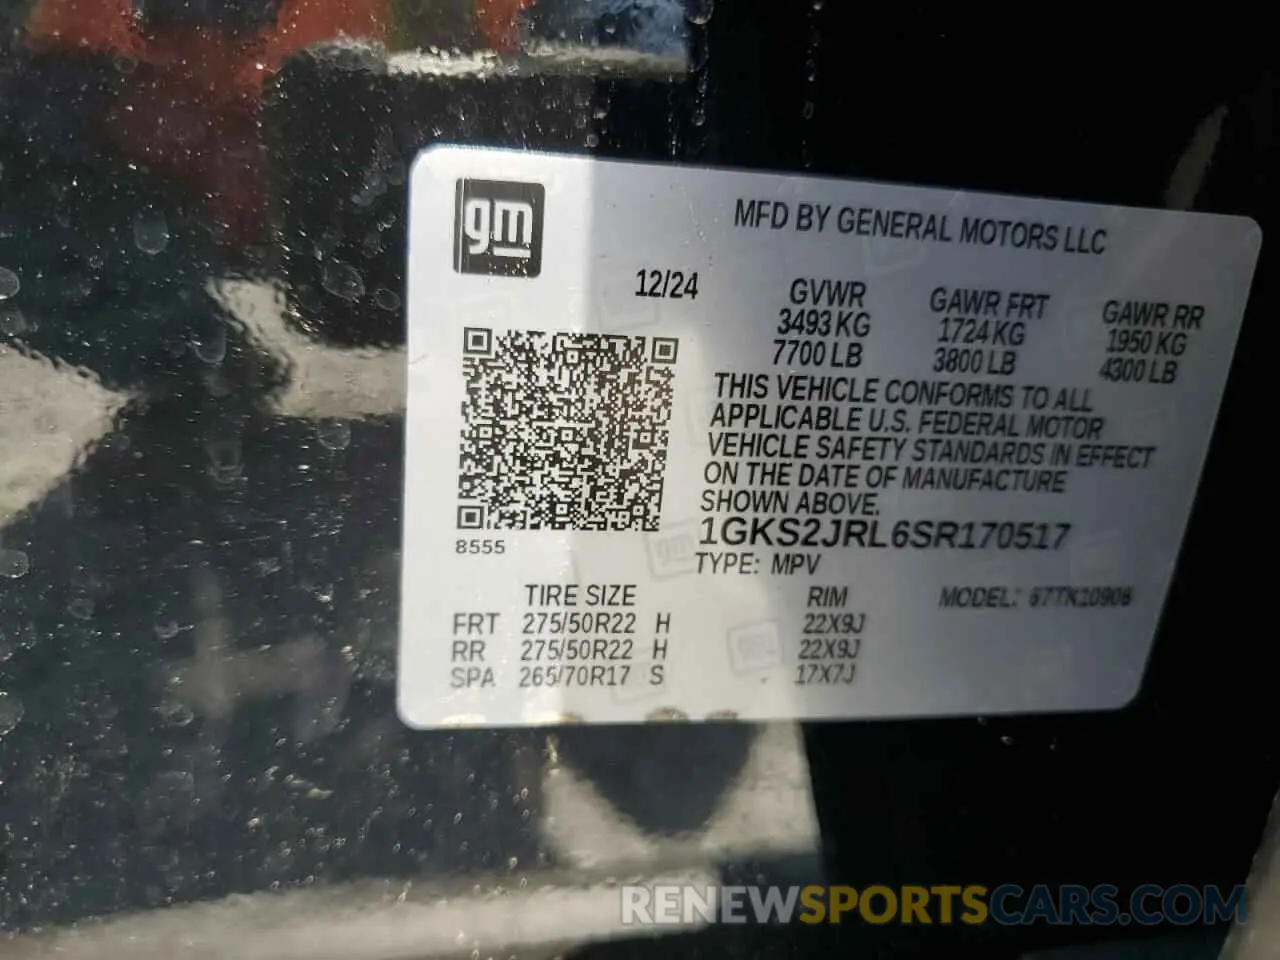 gm
MFD BY GENERAL MOTORS LLC
12/24
GVWR GAWR FRT GAWR RR
3493 KG 1724 KG 1950 KG
7700 LB 3800 LB 4300 LB
THIS VEHICLE CONFORMS TO ALL
APPLICABLE U.S. FEDERAL MOTOR
VEHICLE SAFETY STANDARDS IN EFFECT
ON THE DATE OF MANUFACTURE
SHOWN ABOVE.
1GKS2JRL6SR170517
8555
TYPE: MPV
TIRE SIZE RIM MODEL:
FRT 275/50R22 H 22X9J
RR 275/50R22 H 22X9J
SPA 265/70R17 S 17X7J
RENEWSPORTSCARS.COM